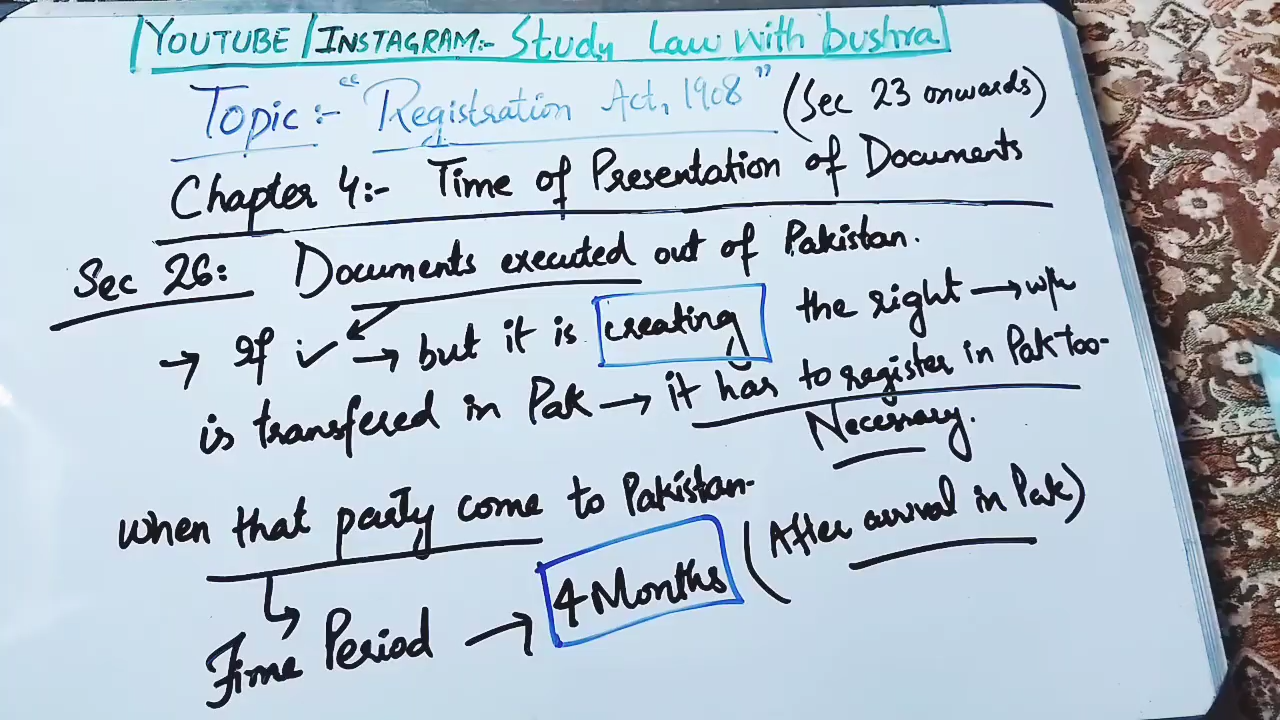 YOUTUBE/INSTAGRAM:- Study Law with bushra
Topic:- "Registration Act, 1908" (Sec 23 onwards)
Chapter 4:- Time of Presentation of Documents
Sec 26: Documents executed out of Pakistan.
→ If ✓ → but it is creating the right → w/c
is transfered in Pak → it has to register in Pak too-
Necessary.
when that party come to Pakistan-
Time Period → 4 Months (After arrival in Pak)